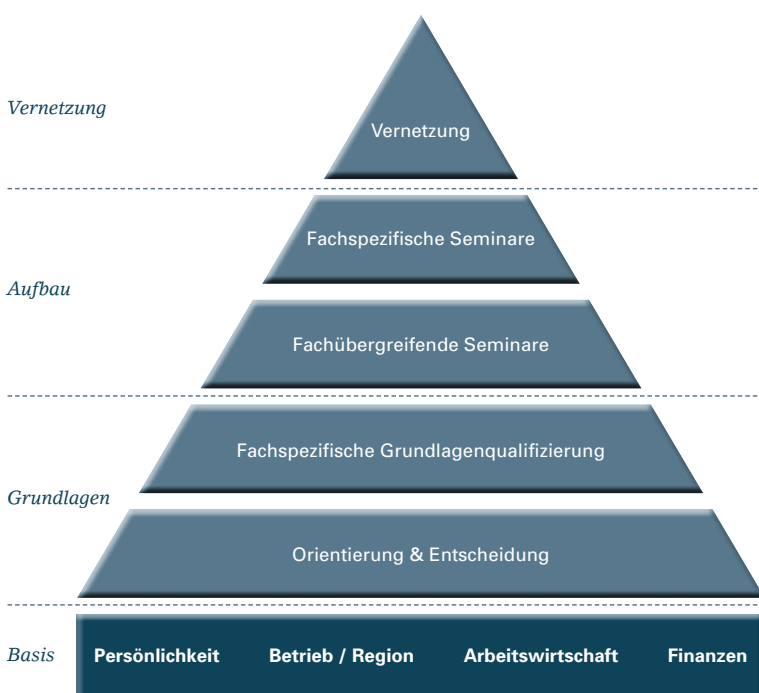 Vernetzung
Vernetzung
Fachspezifische Seminare
Aufbau
Fachübergreifende Seminare
Fachspezifische Grundlagenqualifizierung
Grundlagen
Orientierung & Entscheidung
Basis Persönlichkeit Betrieb / Region Arbeitswirtschaft Finanzen